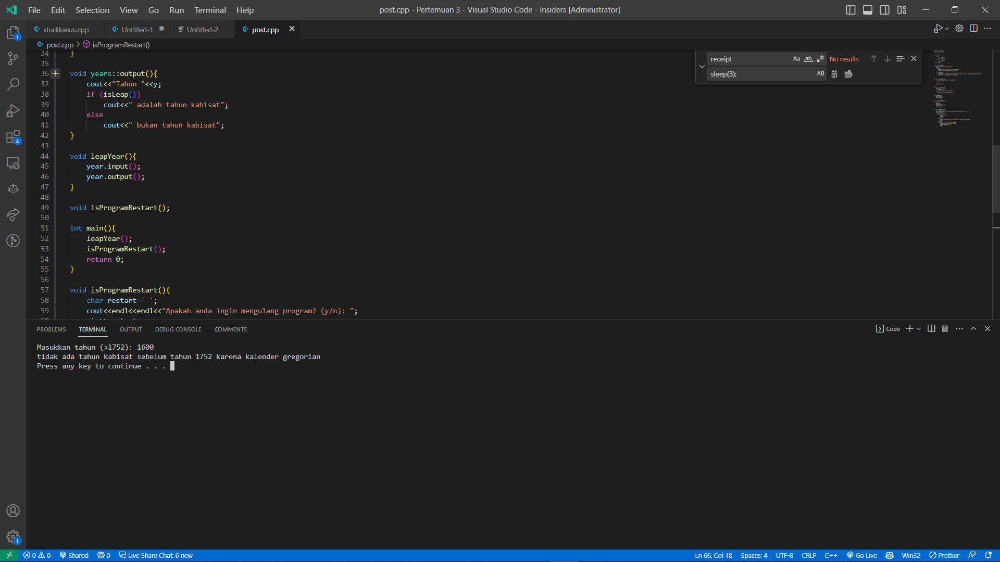 File Edit Selection View Go Run Terminal Help
post.cpp - Pertemuan 3 - Visual Studio Code - Insiders [Administrator]
studikasus.cpp Untitled-1 Untitled-2 post.cpp
post.cpp > isProgramRestart()
receipt Aa ab .* No results
sleep(3); AB
34 }
35
36 void years::output(){
37 cout<<"Tahun "<<y;
38 if (isLeap())
39 cout<<" adalah tahun kabisat";
40 else
41 cout<<" bukan tahun kabisat";
42 }
43
44 void leapYear(){
45 year.input();
46 year.output();
47 }
48
49 void isProgramRestart();
50
51 int main(){
52 leapYear();
53 isProgramRestart();
54 return 0;
55 }
56
57 void isProgramRestart(){
58 char restart=' ';
59 cout<<endl<<endl<<"Apakah anda ingin mengulang program? (y/n): ";
PROBLEMS TERMINAL OUTPUT DEBUG CONSOLE COMMENTS
Code
Masukkan tahun (>1752): 1600
tidak ada tahun kabisat sebelum tahun 1752 karena kalender gregorian
Press any key to continue . . .
1
4
1
0 0 Shared 0 Live Share Chat: 6 new
Ln 66, Col 18 Spaces: 4 UTF-8 CRLF C++ Go Live Win32 Prettier